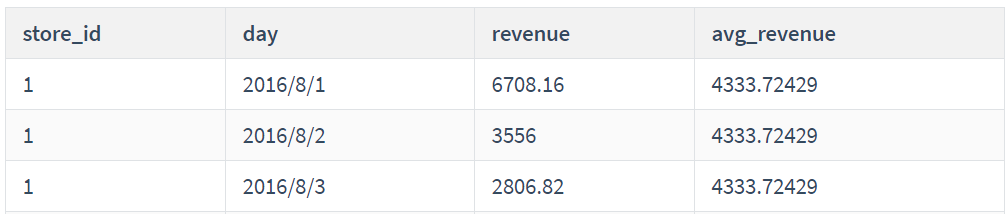 store_id day revenue avg_revenue
1 2016/8/1 6708.16 4333.72429
1 2016/8/2 3556 4333.72429
1 2016/8/3 2806.82 4333.72429